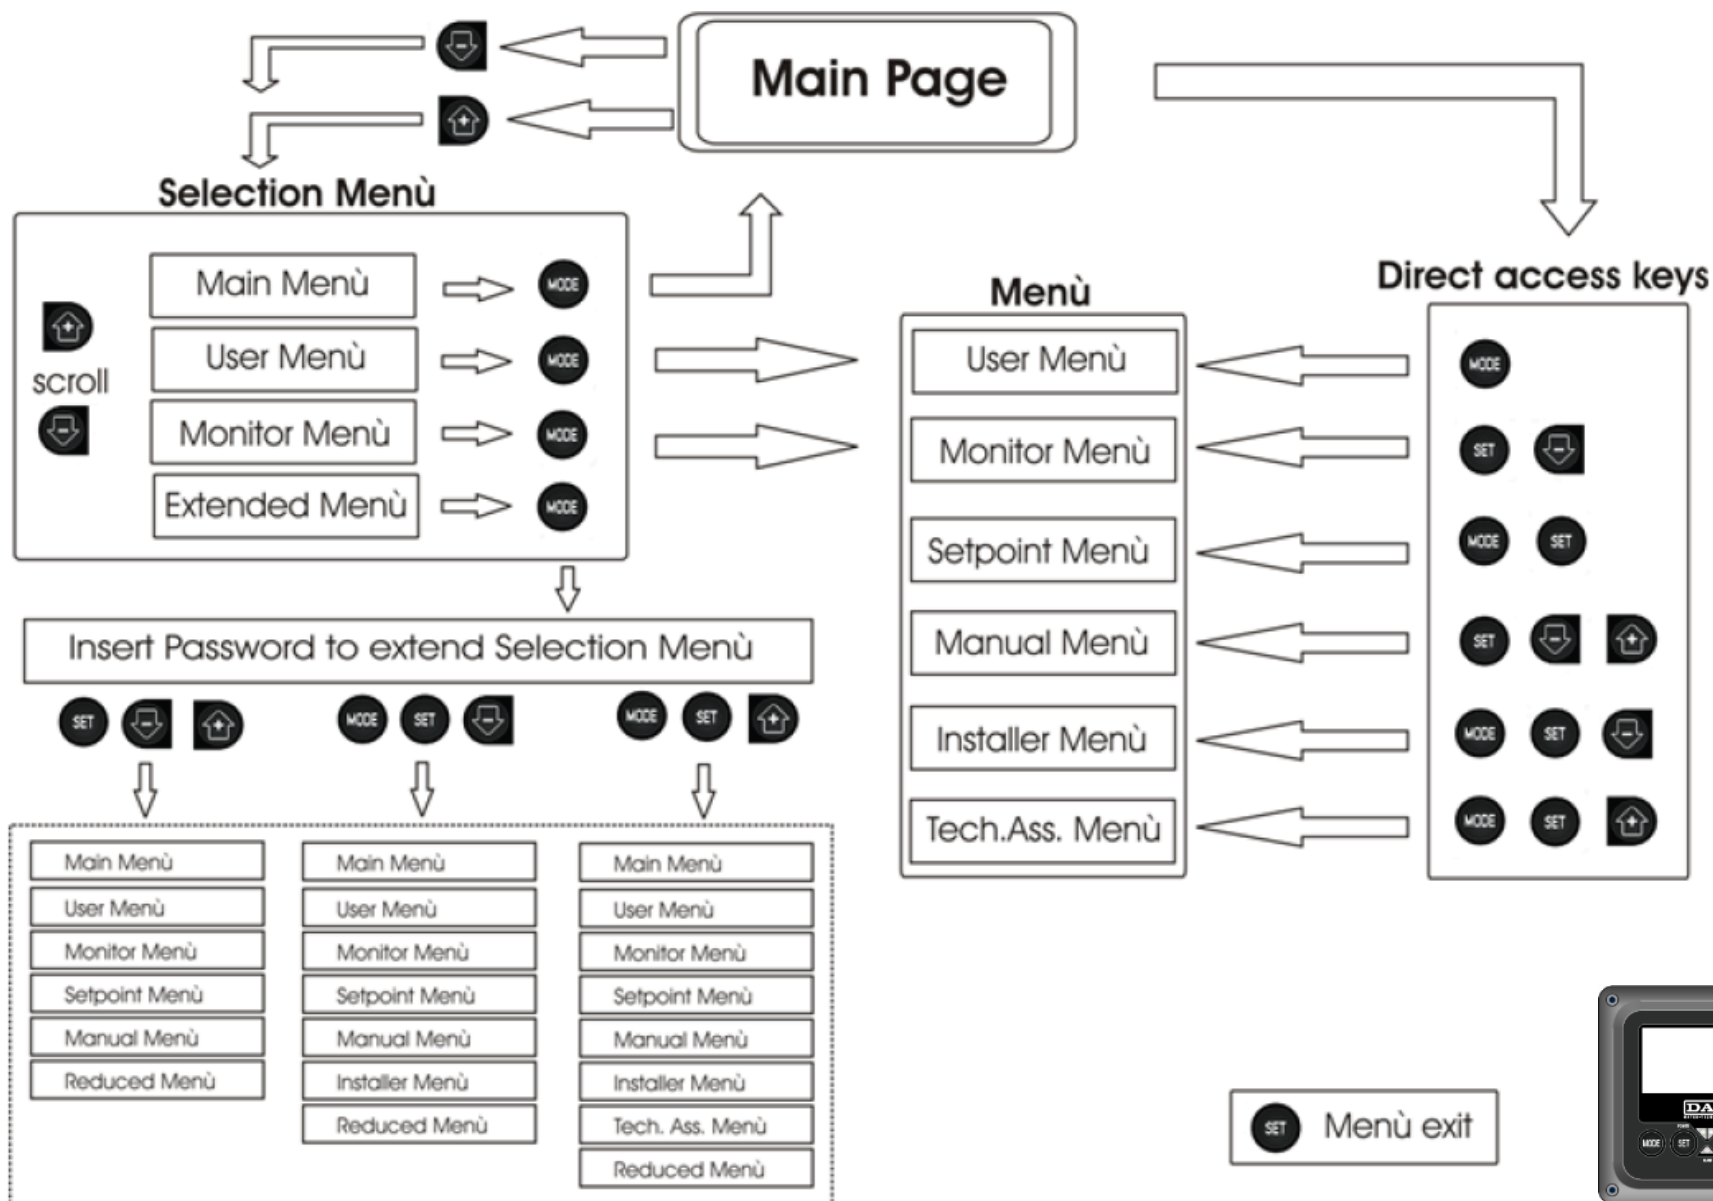 Main Page
Selection Menù
Main Menù
MODE
User Menù
MODE
scroll
Monitor Menù
MODE
Extended Menù
MODE
Insert Password to extend Selection Menù
SET
MODE
SET
MODE
SET
Main Menù
User Menù
Monitor Menù
Setpoint Menù
Manual Menù
Reduced Menù
Main Menù
User Menù
Monitor Menù
Setpoint Menù
Manual Menù
Installer Menù
Reduced Menù
Main Menù
User Menù
Monitor Menù
Setpoint Menù
Manual Menù
Installer Menù
Tech. Ass. Menù
Reduced Menù
Menù
User Menù
Monitor Menù
Setpoint Menù
Manual Menù
Installer Menù
Tech.Ass. Menù
Direct access keys
MODE
SET
MODE SET
SET
MODE SET
MODE SET
SET Menù exit
DA
MODE SET